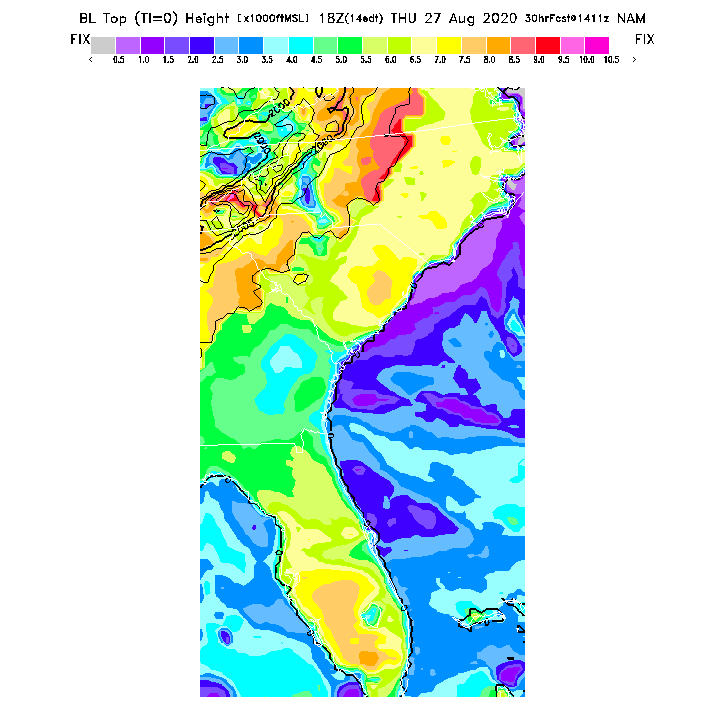 BL Top (TI=0) Height [x1000ftMSL] 18Z(14edt) THU 27 Aug 2020 30hrFcst@1411z NAM
FIX FIX
< 0.5 1.0 1.5 2.0 2.5 3.0 3.5 4.0 4.5 5.0 5.5 6.0 6.5 7.0 7.5 8.0 8.5 9.0 9.5 10.0 10.5 >
2000
2000
2000